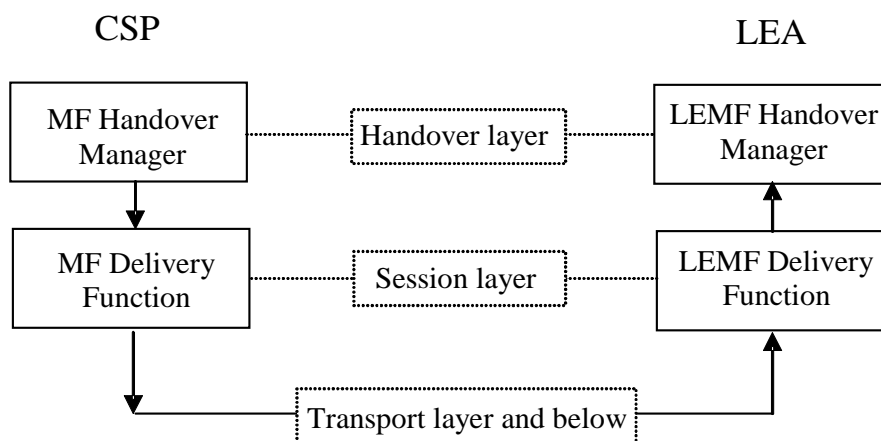 CSP
LEA
MF Handover
Manager
Handover layer
LEMF Handover
Manager
MF Delivery
Function
Session layer
LEMF Delivery
Function
Transport layer and below